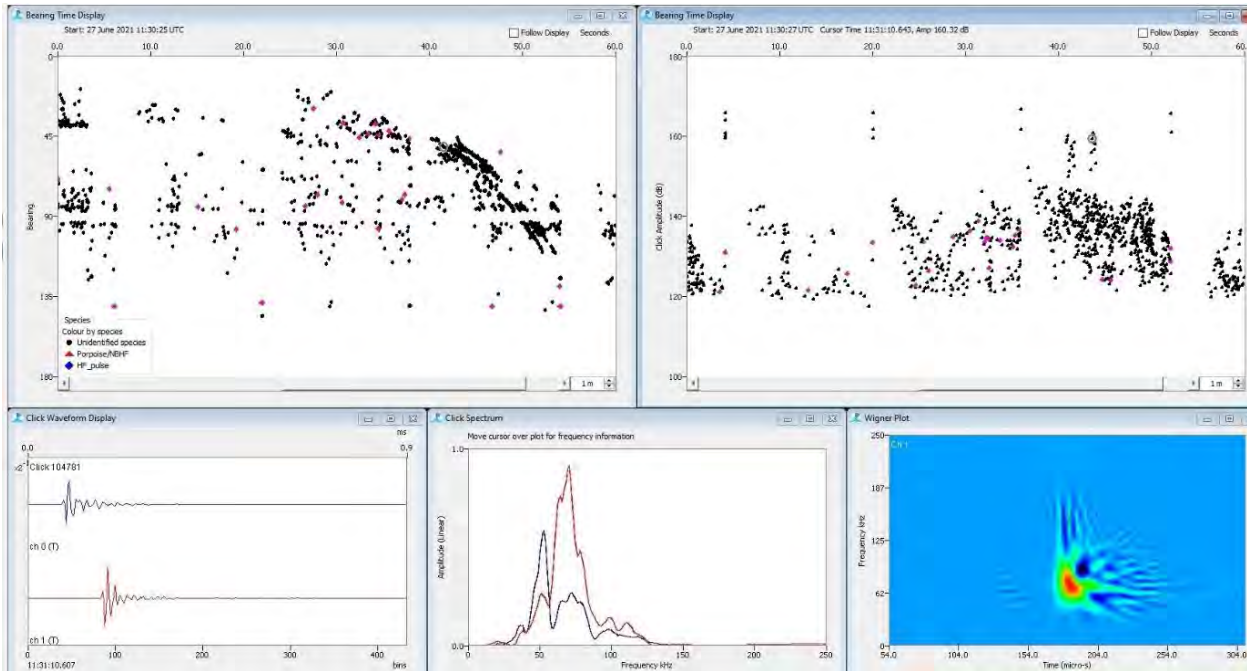 Bearing Time Display
Start: 27 June 2021 11:30:25 UTC
Follow Display Seconds
0.0 10.0 20.0 30.0 40.0 50.0 60.0
0
45
90
135
180
Bearing
Species
Colour by species
Unidentified species
Porpoise/NBHF
HF_pulse
1 m
Bearing Time Display
Start: 27 June 2021 11:30:27 UTC Cursor Time 11:31:10.643, Amp 160.32 dB
Follow Display Seconds
0.0 10.0 20.0 30.0 40.0 50.0 60.0
180
160
140
120
100
Click Amplitude (dB)
1 m
Click Waveform Display
ms
0.0 0.9
Click 104781
ch 0 (T)
ch 1 (T)
11:31:10.607
0 100 200 300 400
bins
Click Spectrum
Move cursor over plot for frequency information
1.0
0.0
Amplitude (Linear)
0 50 100 150 200 250
Frequency kHz
Wigner Plot
Ch 1
250
187
125
62
0
Frequency kHz
54.0 104.0 154.0 204.0 254.0 304.0
Time (micro-s)